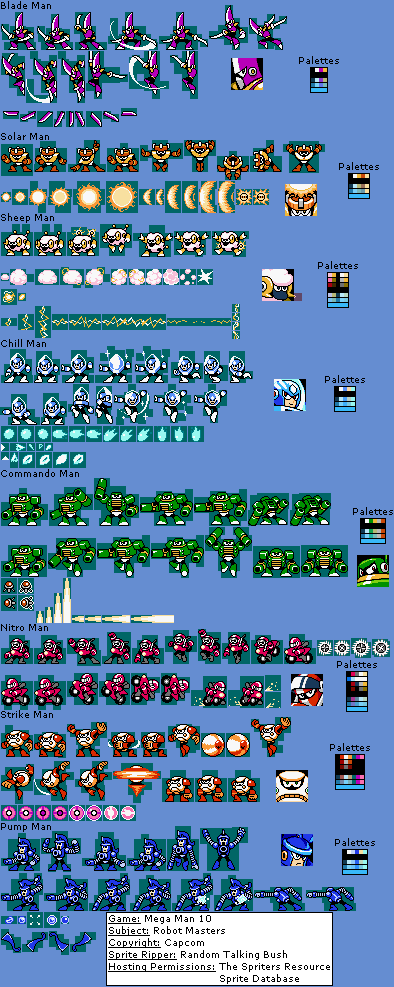 Blade Man
Palettes
Solar Man
Palettes
Sheep Man
Palettes
Chill Man
Palettes
Commando Man
Palettes
Nitro Man
Palettes
Strike Man
Palettes
Pump Man
Palettes
Game: Mega Man 10
Subject: Robot Masters
Copyright: Capcom
Sprite Ripper: Random Talking Bush
Hosting Permissions: The Spriters Resource
Sprite Database